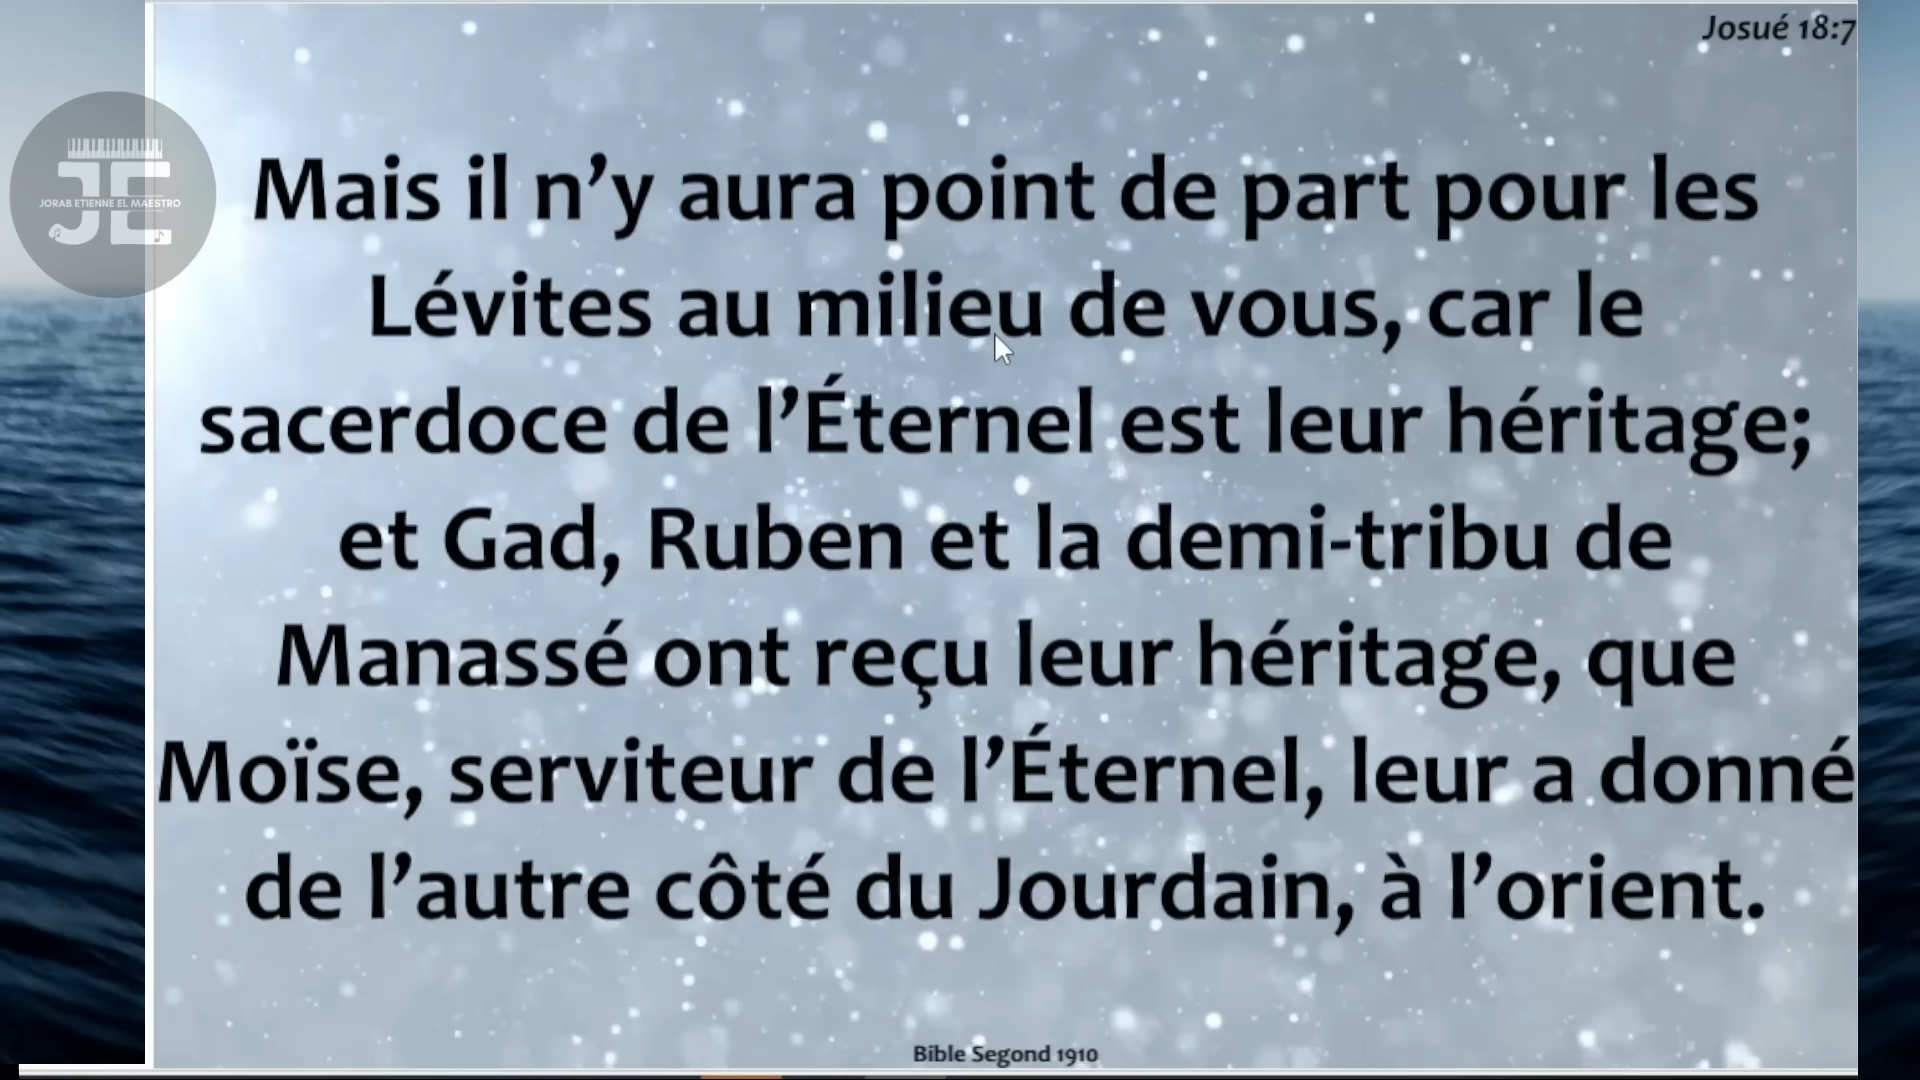 Josué 18:7
JE
JORAB ETIENNE EL MAESTRO
Mais il n’y aura point de part pour les
Lévites au milieu de vous, car le
sacerdoce de l’Éternel est leur héritage;
et Gad, Ruben et la demi-tribu de
Manassé ont reçu leur héritage, que
Moïse, serviteur de l’Éternel, leur a donné
de l’autre côté du Jourdain, à l’orient.
Bible Segond 1910